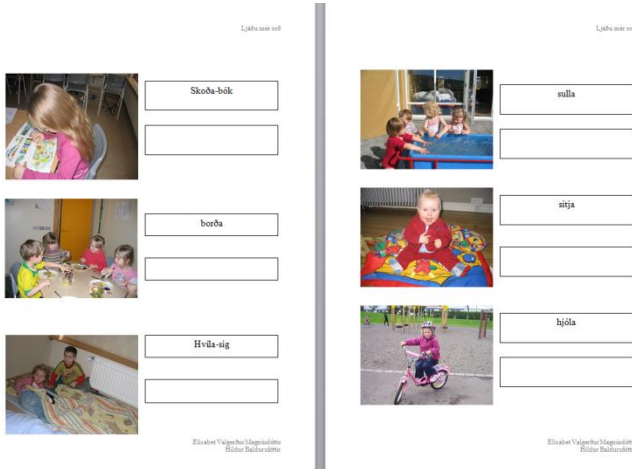 Ljáðu mér orð
Skoða-bók
borða
Hvíla-sig
Elísabet Valgerður Magnúsdóttir
Hildur Baldursdóttir
Ljáðu mér
sulla
sitja
hjóla
Elísabet Valgerður Magnúsdóttir
Hildur Baldursdóttir